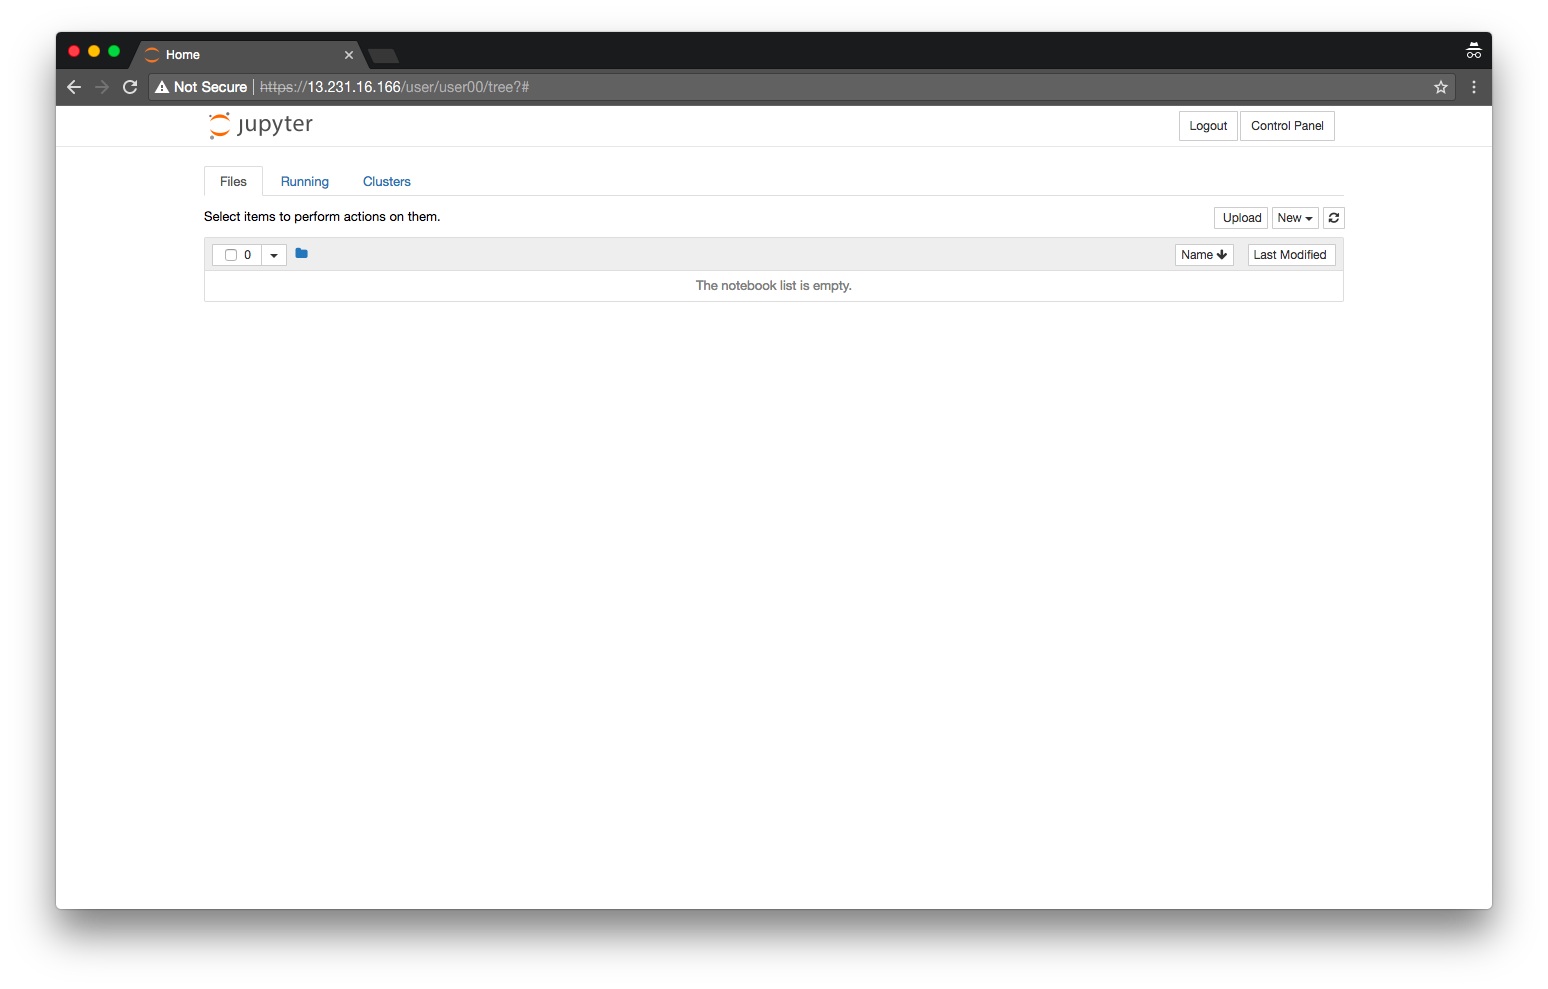 Home
Not Secure https://13.231.16.166/user/user00/tree?#
jupyter
Logout Control Panel
Files Running Clusters
Select items to perform actions on them.
Upload New
0 Name Last Modified
The notebook list is empty.